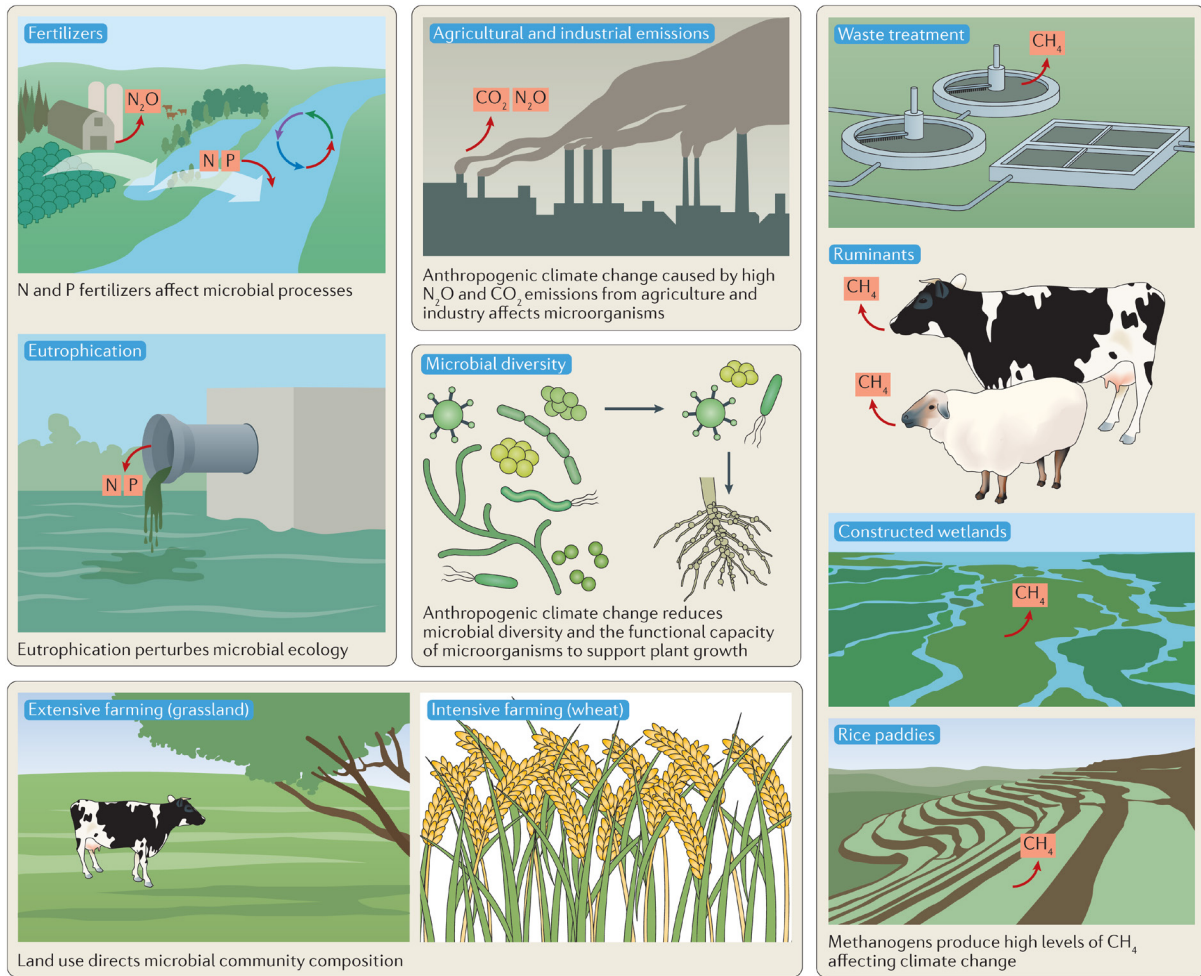 Fertilizers
N₂O
N P
N and P fertilizers affect microbial processes
Eutrophication
N P
Eutrophication perturbes microbial ecology
Agricultural and industrial emissions
CO₂ N₂O
Anthropogenic climate change caused by high
N₂O and CO₂ emissions from agriculture and
industry affects microorganisms
Microbial diversity
Anthropogenic climate change reduces
microbial diversity and the functional capacity
of microorganisms to support plant growth
Waste treatment
CH₄
Ruminants
CH₄
CH₄
Constructed wetlands
CH₄
Rice paddies
CH₄
Methanogens produce high levels of CH₄
affecting climate change
Extensive farming (grassland)
Intensive farming (wheat)
Land use directs microbial community composition